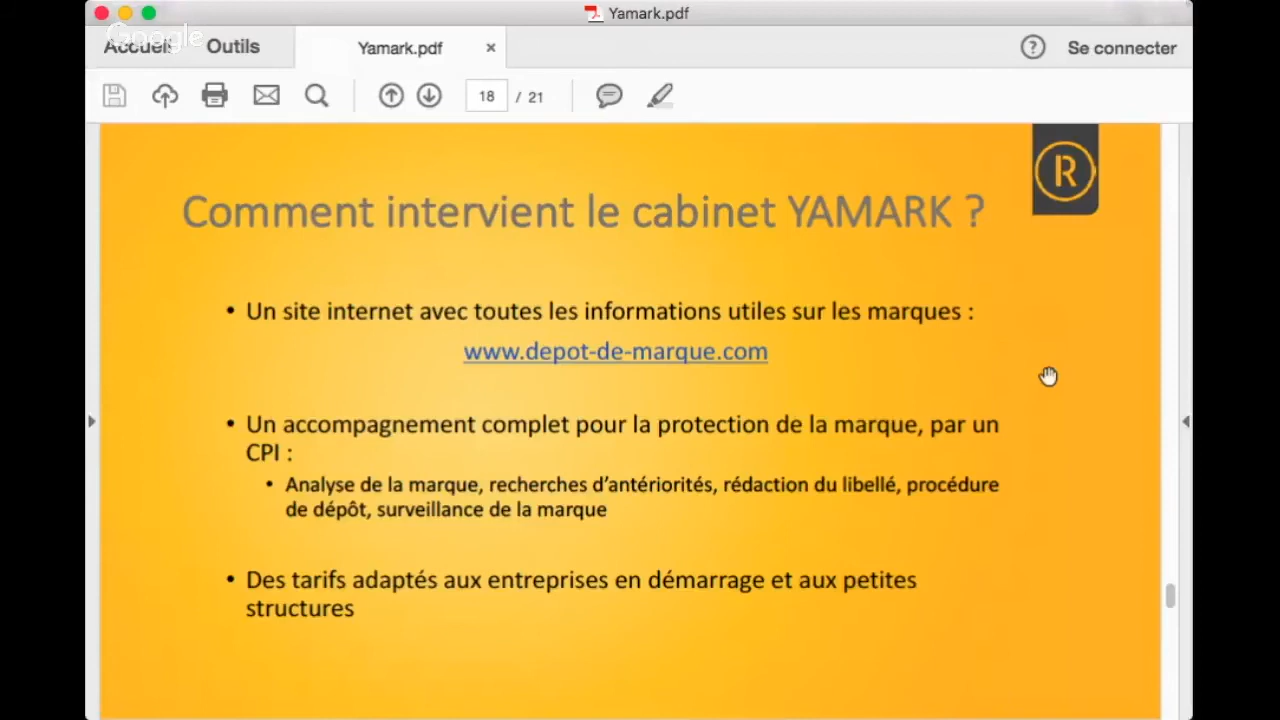 Yamark.pdf
Google
Accueil Outils Yamark.pdf × ? Se connecter
18 / 21
R
Comment intervient le cabinet YAMARK ?
• Un site internet avec toutes les informations utiles sur les marques :
www.depot-de-marque.com
• Un accompagnement complet pour la protection de la marque, par un
CPI :
• Analyse de la marque, recherches d'antériorités, rédaction du libellé, procédure
de dépôt, surveillance de la marque
• Des tarifs adaptés aux entreprises en démarrage et aux petites
structures